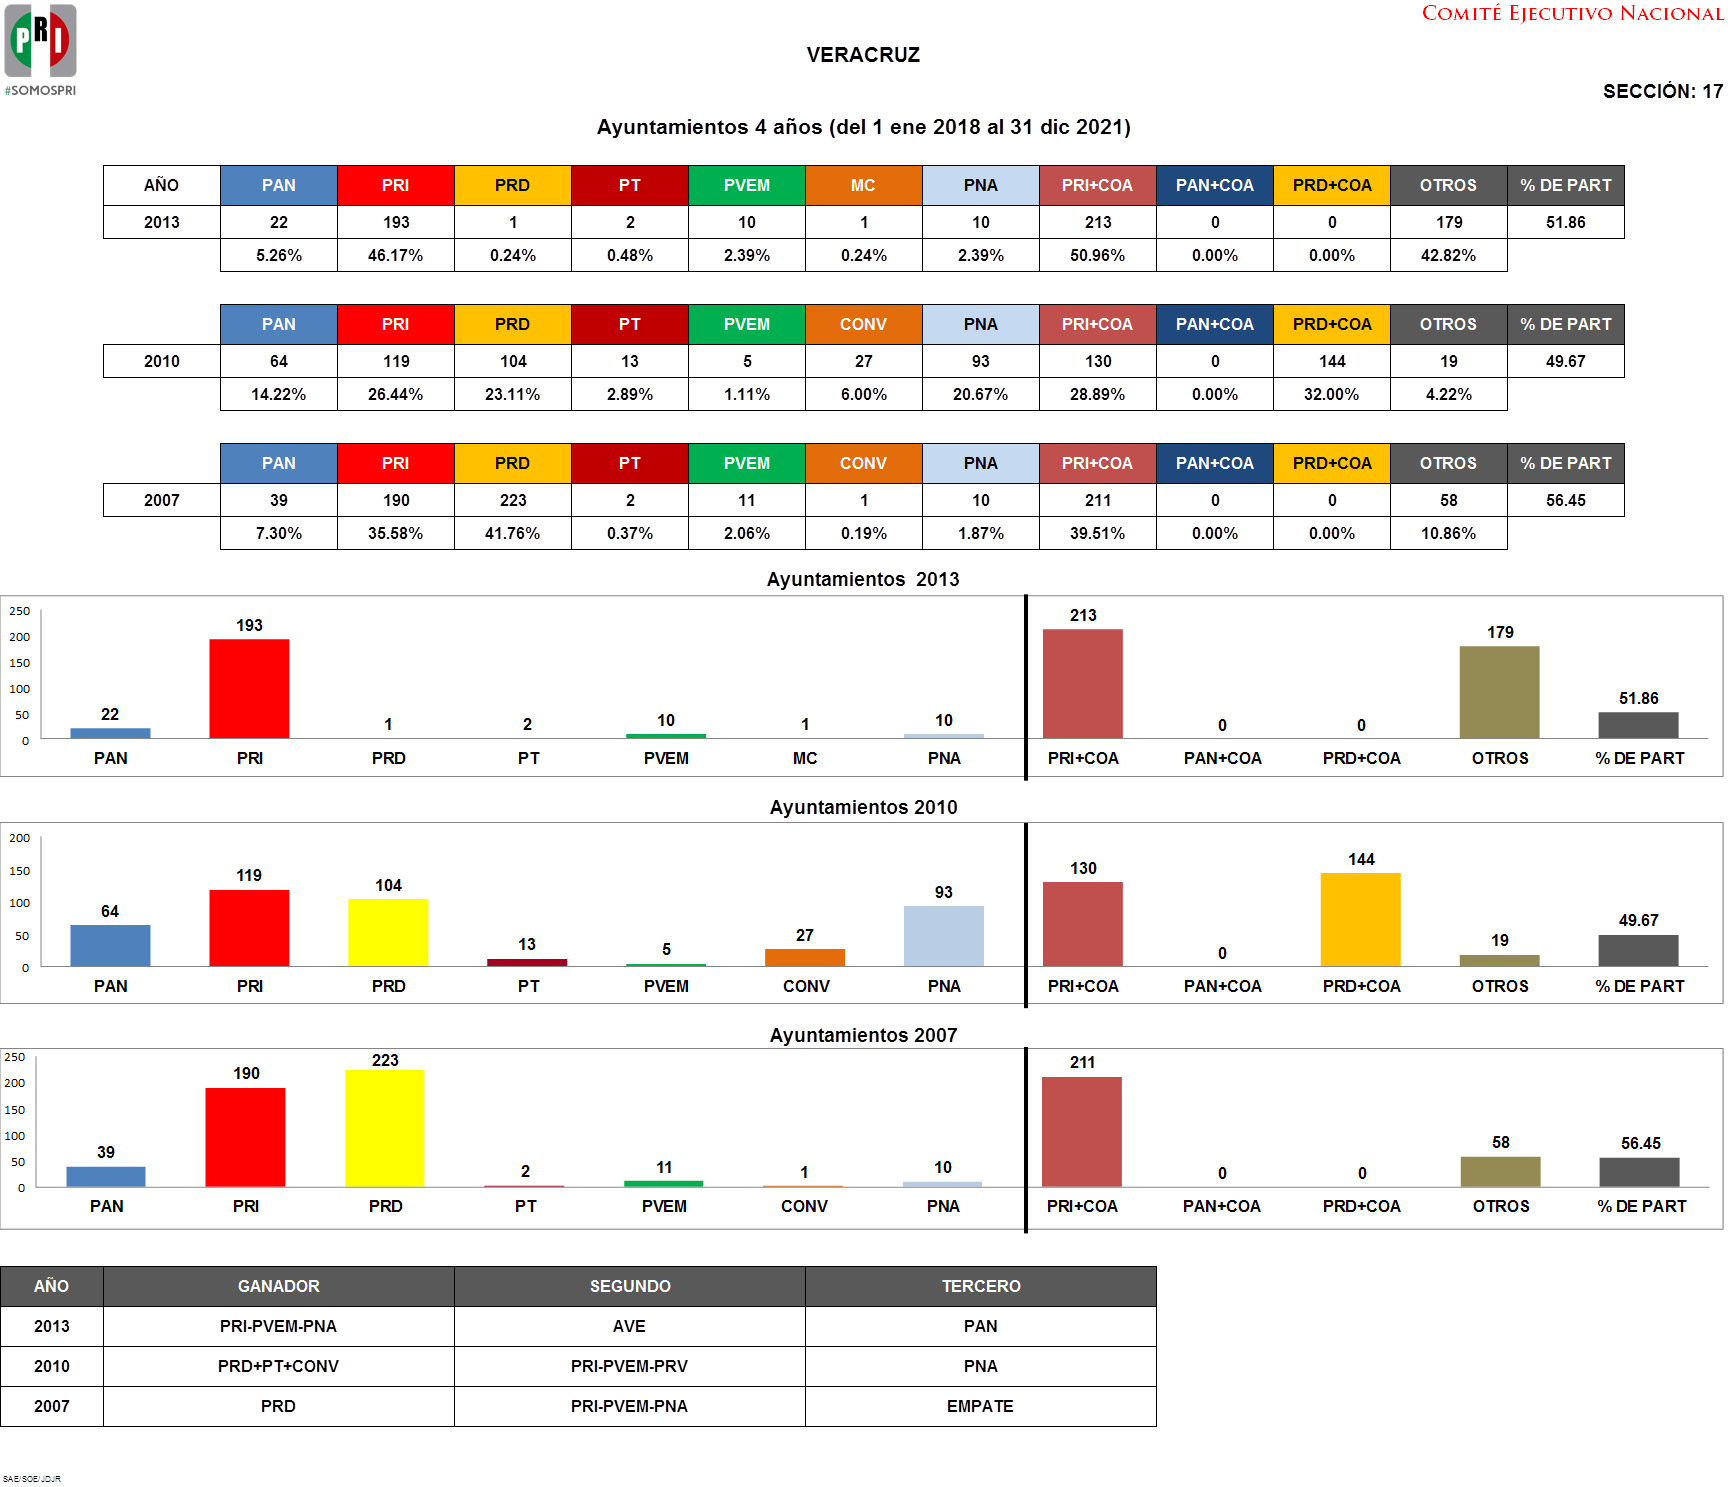 PRI
#SOMOSPRI
COMITÉ EJECUTIVO NACIONAL
VERACRUZ
SECCIÓN: 17
Ayuntamientos 4 años (del 1 ene 2018 al 31 dic 2021)
AÑO PAN PRI PRD PT PVEM MC PNA PRI+COA PAN+COA PRD+COA OTROS % DE PART
2013 22 193 1 2 10 1 10 213 0 0 179 51.86
5.26% 46.17% 0.24% 0.48% 2.39% 0.24% 2.39% 50.96% 0.00% 0.00% 42.82%
PAN PRI PRD PT PVEM CONV PNA PRI+COA PAN+COA PRD+COA OTROS % DE PART
2010 64 119 104 13 5 27 93 130 0 144 19 49.67
14.22% 26.44% 23.11% 2.89% 1.11% 6.00% 20.67% 28.89% 0.00% 32.00% 4.22%
PAN PRI PRD PT PVEM CONV PNA PRI+COA PAN+COA PRD+COA OTROS % DE PART
2007 39 190 223 2 11 1 10 211 0 0 58 56.45
7.30% 35.58% 41.76% 0.37% 2.06% 0.19% 1.87% 39.51% 0.00% 0.00% 10.86%
Ayuntamientos 2013
250
200
150
100
50
0
22 193 1 2 10 1 10 213 0 0 179 51.86
PAN PRI PRD PT PVEM MC PNA PRI+COA PAN+COA PRD+COA OTROS % DE PART
Ayuntamientos 2010
200
150
100
50
0
64 119 104 13 5 27 93 130 0 144 19 49.67
PAN PRI PRD PT PVEM CONV PNA PRI+COA PAN+COA PRD+COA OTROS % DE PART
Ayuntamientos 2007
250
200
150
100
50
0
39 190 223 2 11 1 10 211 0 0 58 56.45
PAN PRI PRD PT PVEM CONV PNA PRI+COA PAN+COA PRD+COA OTROS % DE PART
AÑO GANADOR SEGUNDO TERCERO
2013 PRI-PVEM-PNA AVE PAN
2010 PRD+PT+CONV PRI-PVEM-PRV PNA
2007 PRD PRI-PVEM-PNA EMPATE
SAE/SOE/JDJR